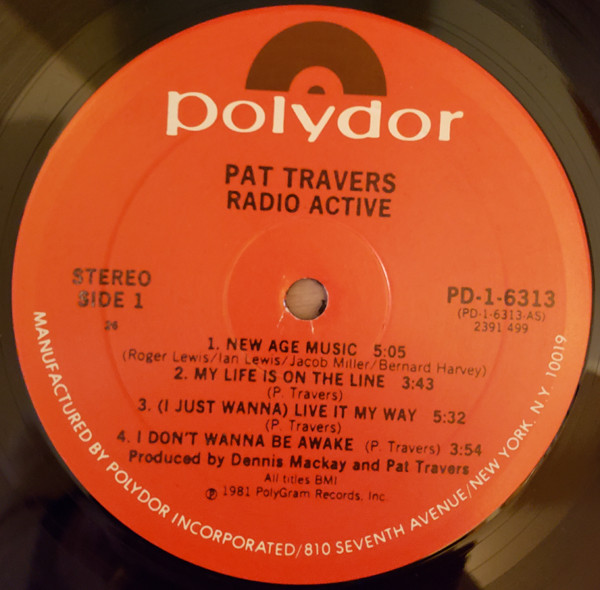 polydor
PAT TRAVERS
RADIO ACTIVE
STEREO
SIDE 1
26
PD-1-6313
(PD-1-6313-AS)
2391 499
1. NEW AGE MUSIC 5:05
(Roger Lewis/Ian Lewis/Jacob Miller/Bernard Harvey)
2. MY LIFE IS ON THE LINE 3:43
(P. Travers)
3. (I JUST WANNA) LIVE IT MY WAY 5:32
(P. Travers)
4. I DON'T WANNA BE AWAKE (P. Travers) 3:54
Produced by Dennis Mackay and Pat Travers
All titles BMI
℗ 1981 PolyGram Records, Inc.
MANUFACTURED BY POLYDOR INCORPORATED/810 SEVENTH AVENUE/NEW YORK. N.Y. 10019